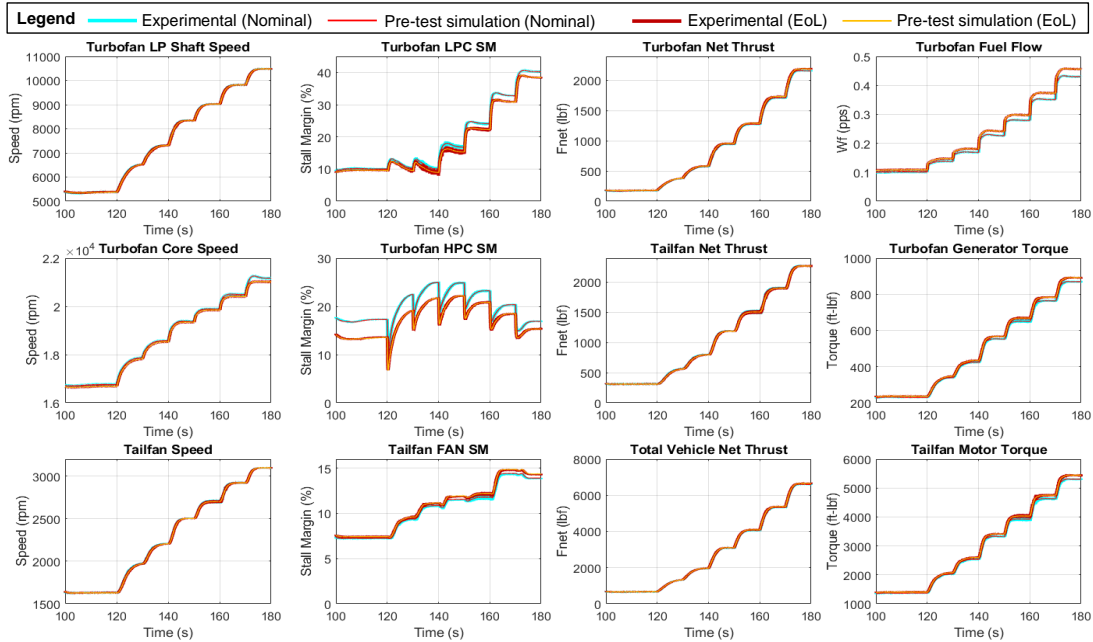 Legend Experimental (Nominal) Pre-test simulation (Nominal) Experimental (EoL) Pre-test simulation (EoL)
Turbofan LP Shaft Speed
11000
10000
9000
8000
7000
6000
5000
Speed (rpm)
100 120 140 160 180
Time (s)
Turbofan LPC SM
40
30
20
10
0
Stall Margin (%)
100 120 140 160 180
Time (s)
Turbofan Net Thrust
2000
1500
1000
500
0
Fnet (lbf)
100 120 140 160 180
Time (s)
Turbofan Fuel Flow
0.5
0.4
0.3
0.2
0.1
0
Wf (pps)
100 120 140 160 180
Time (s)
Turbofan Core Speed
× 10^4
2.2
2
1.8
1.6
Speed (rpm)
100 120 140 160 180
Time (s)
Turbofan HPC SM
30
20
10
0
Stall Margin (%)
100 120 140 160 180
Time (s)
Tailfan Net Thrust
2000
1500
1000
500
0
Fnet (lbf)
100 120 140 160 180
Time (s)
Turbofan Generator Torque
1000
800
600
400
200
Torque (ft-lbf)
100 120 140 160 180
Time (s)
Tailfan Speed
3000
2500
2000
1500
Speed (rpm)
100 120 140 160 180
Time (s)
Tailfan FAN SM
15
10
5
0
Stall Margin (%)
100 120 140 160 180
Time (s)
Total Vehicle Net Thrust
8000
6000
4000
2000
0
Fnet (lbf)
100 120 140 160 180
Time (s)
Tailfan Motor Torque
6000
5000
4000
3000
2000
1000
Torque (ft-lbf)
100 120 140 160 180
Time (s)